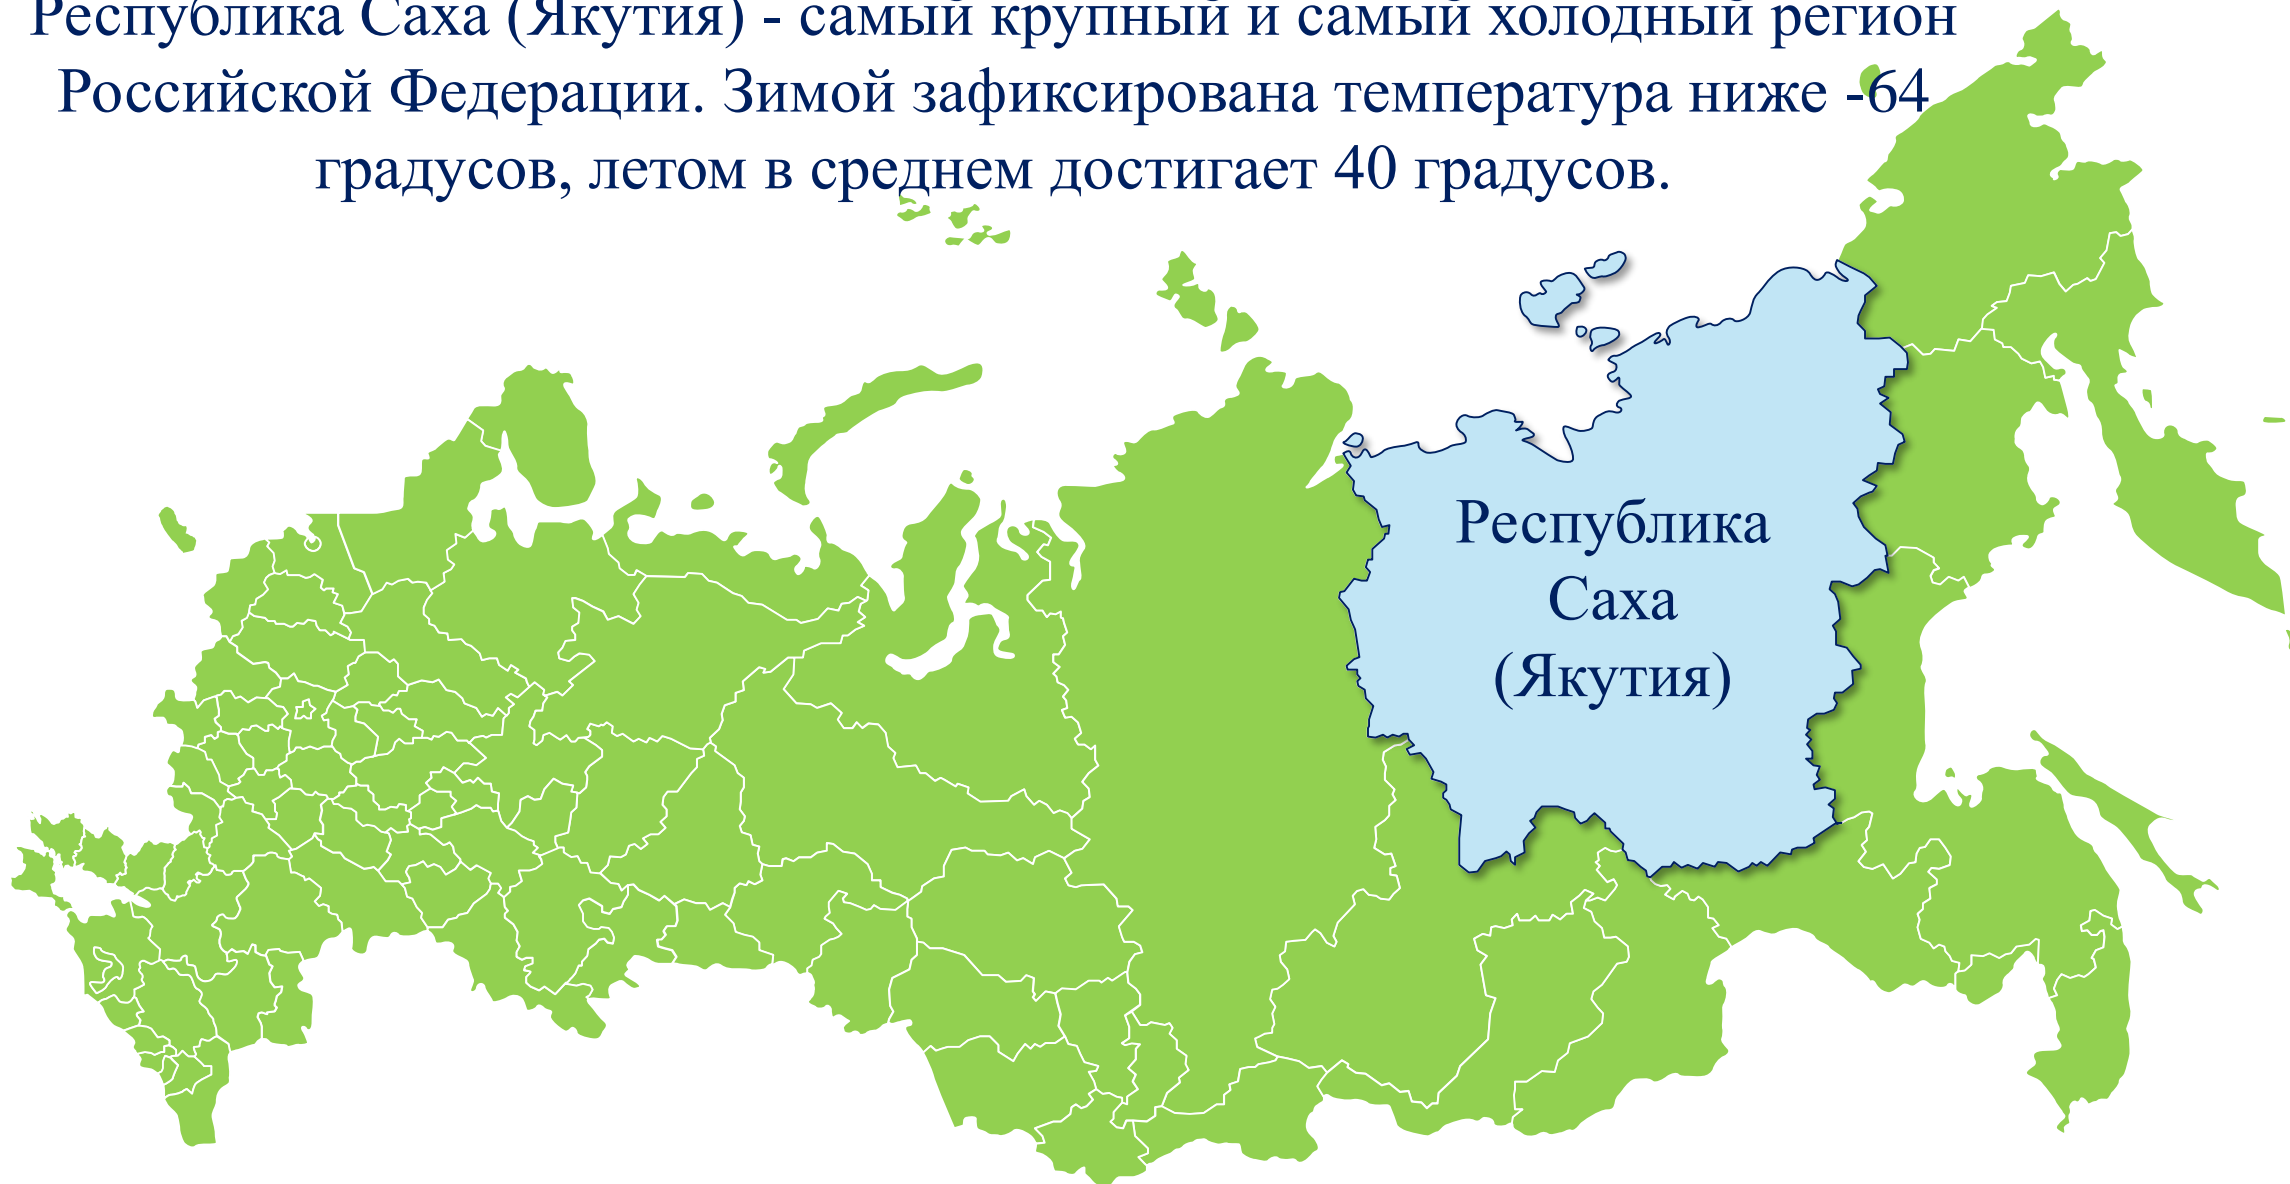 Республика Саха (Якутия) - самый крупный и самый холодный регион
Российской Федерации. Зимой зафиксирована температура ниже -64
градусов, летом в среднем достигает 40 градусов.
Республика
Саха
(Якутия)